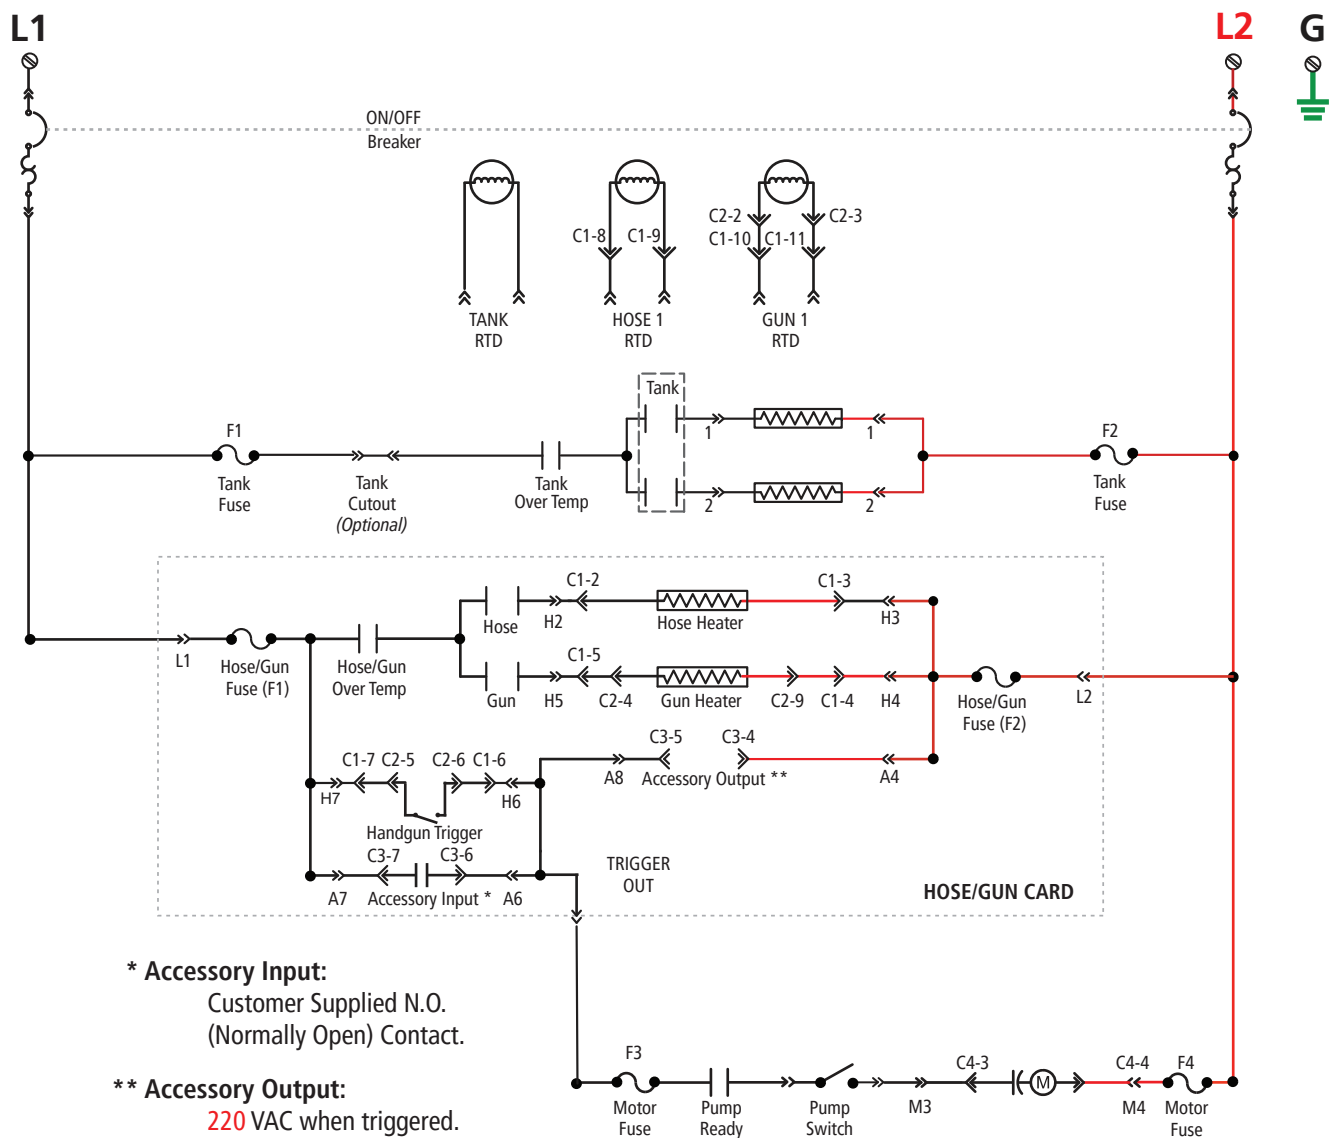 L1
L2
G
ON/OFF
Breaker
C2-2
C2-3
C1-8
C1-9
C1-10
C1-11
TANK
RTD
HOSE 1
RTD
GUN 1
RTD
Tank
F1
1
1
F2
Tank
Fuse
Tank
Cutout
(Optional)
Tank
Over Temp
2
2
Tank
Fuse
C1-2
C1-3
Hose
H2
Hose Heater
H3
L1
Hose/Gun
Fuse (F1)
Hose/Gun
Over Temp
C1-5
Gun
H5
C2-4
Gun Heater
C2-9
C1-4
H4
Hose/Gun
Fuse (F2)
L2
C3-5
C3-4
A8
Accessory Output **
A4
C1-7
C2-5
C2-6
C1-6
H7
H6
Handgun Trigger
C3-7
C3-6
A7
Accessory Input *
A6
TRIGGER
OUT
HOSE/GUN CARD
* Accessory Input:
Customer Supplied N.O.
(Normally Open) Contact.
** Accessory Output:
220 VAC when triggered.
F3
C4-3
C4-4
F4
M
Motor
Fuse
Pump
Ready
Pump
Switch
M3
M4
Motor
Fuse